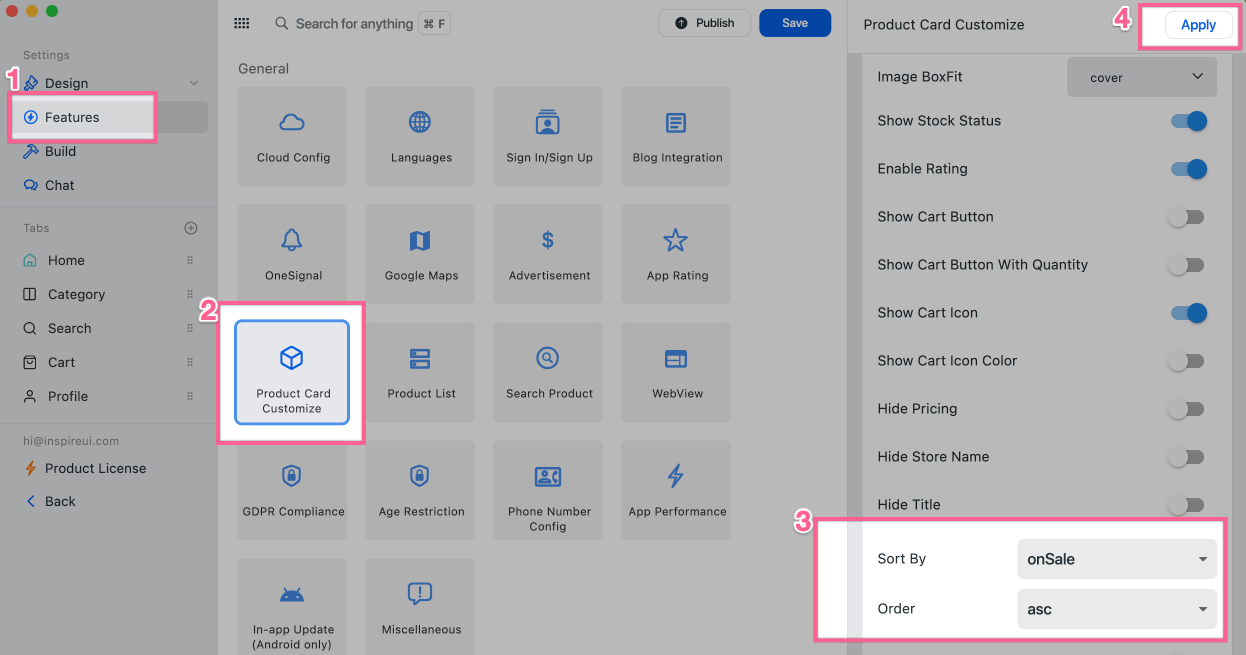 Search for anything
⌘ F
Publish
Save
Product Card Customize
4
Apply
Settings
1
Design
Features
Build
Chat
Tabs
Home
Category
Search
Cart
Profile
hi@inspireui.com
Product License
Back
General
Cloud Config
Languages
Sign In/Sign Up
Blog Integration
OneSignal
Google Maps
Advertisement
App Rating
2
Product Card
Customize
Product List
Search Product
WebView
GDPR Compliance
Age Restriction
Phone Number
Config
App Performance
In-app Update
(Android only)
Miscellaneous
Image BoxFit
cover
Show Stock Status
Enable Rating
Show Cart Button
Show Cart Button With Quantity
Show Cart Icon
Show Cart Icon Color
Hide Pricing
Hide Store Name
Hide Title
3
Sort By
onSale
Order
asc